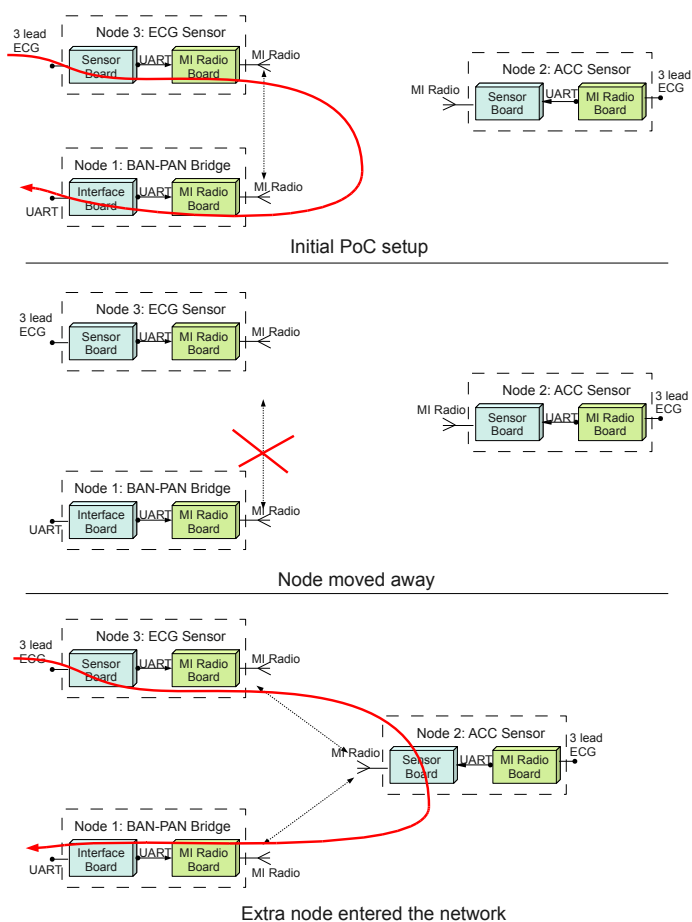 3 lead
ECG
Node 3: ECG Sensor
Sensor
Board
UART
MI Radio
Board
MI Radio
Node 2: ACC Sensor
MI Radio
Sensor
Board
UART
MI Radio
Board
3 lead
ECG
Node 1: BAN-PAN Bridge
Interface
Board
UART
MI Radio
Board
MI Radio
UART
Initial PoC setup
3 lead
ECG
Node 3: ECG Sensor
Sensor
Board
UART
MI Radio
Board
MI Radio
Node 2: ACC Sensor
MI Radio
Sensor
Board
UART
MI Radio
Board
3 lead
ECG
Node 1: BAN-PAN Bridge
Interface
Board
UART
MI Radio
Board
MI Radio
UART
Node moved away
3 lead
ECG
Node 3: ECG Sensor
Sensor
Board
UART
MI Radio
Board
MI Radio
Node 2: ACC Sensor
MI Radio
Sensor
Board
UART
MI Radio
Board
3 lead
ECG
Node 1: BAN-PAN Bridge
Interface
Board
UART
MI Radio
Board
MI Radio
UART
Extra node entered the network